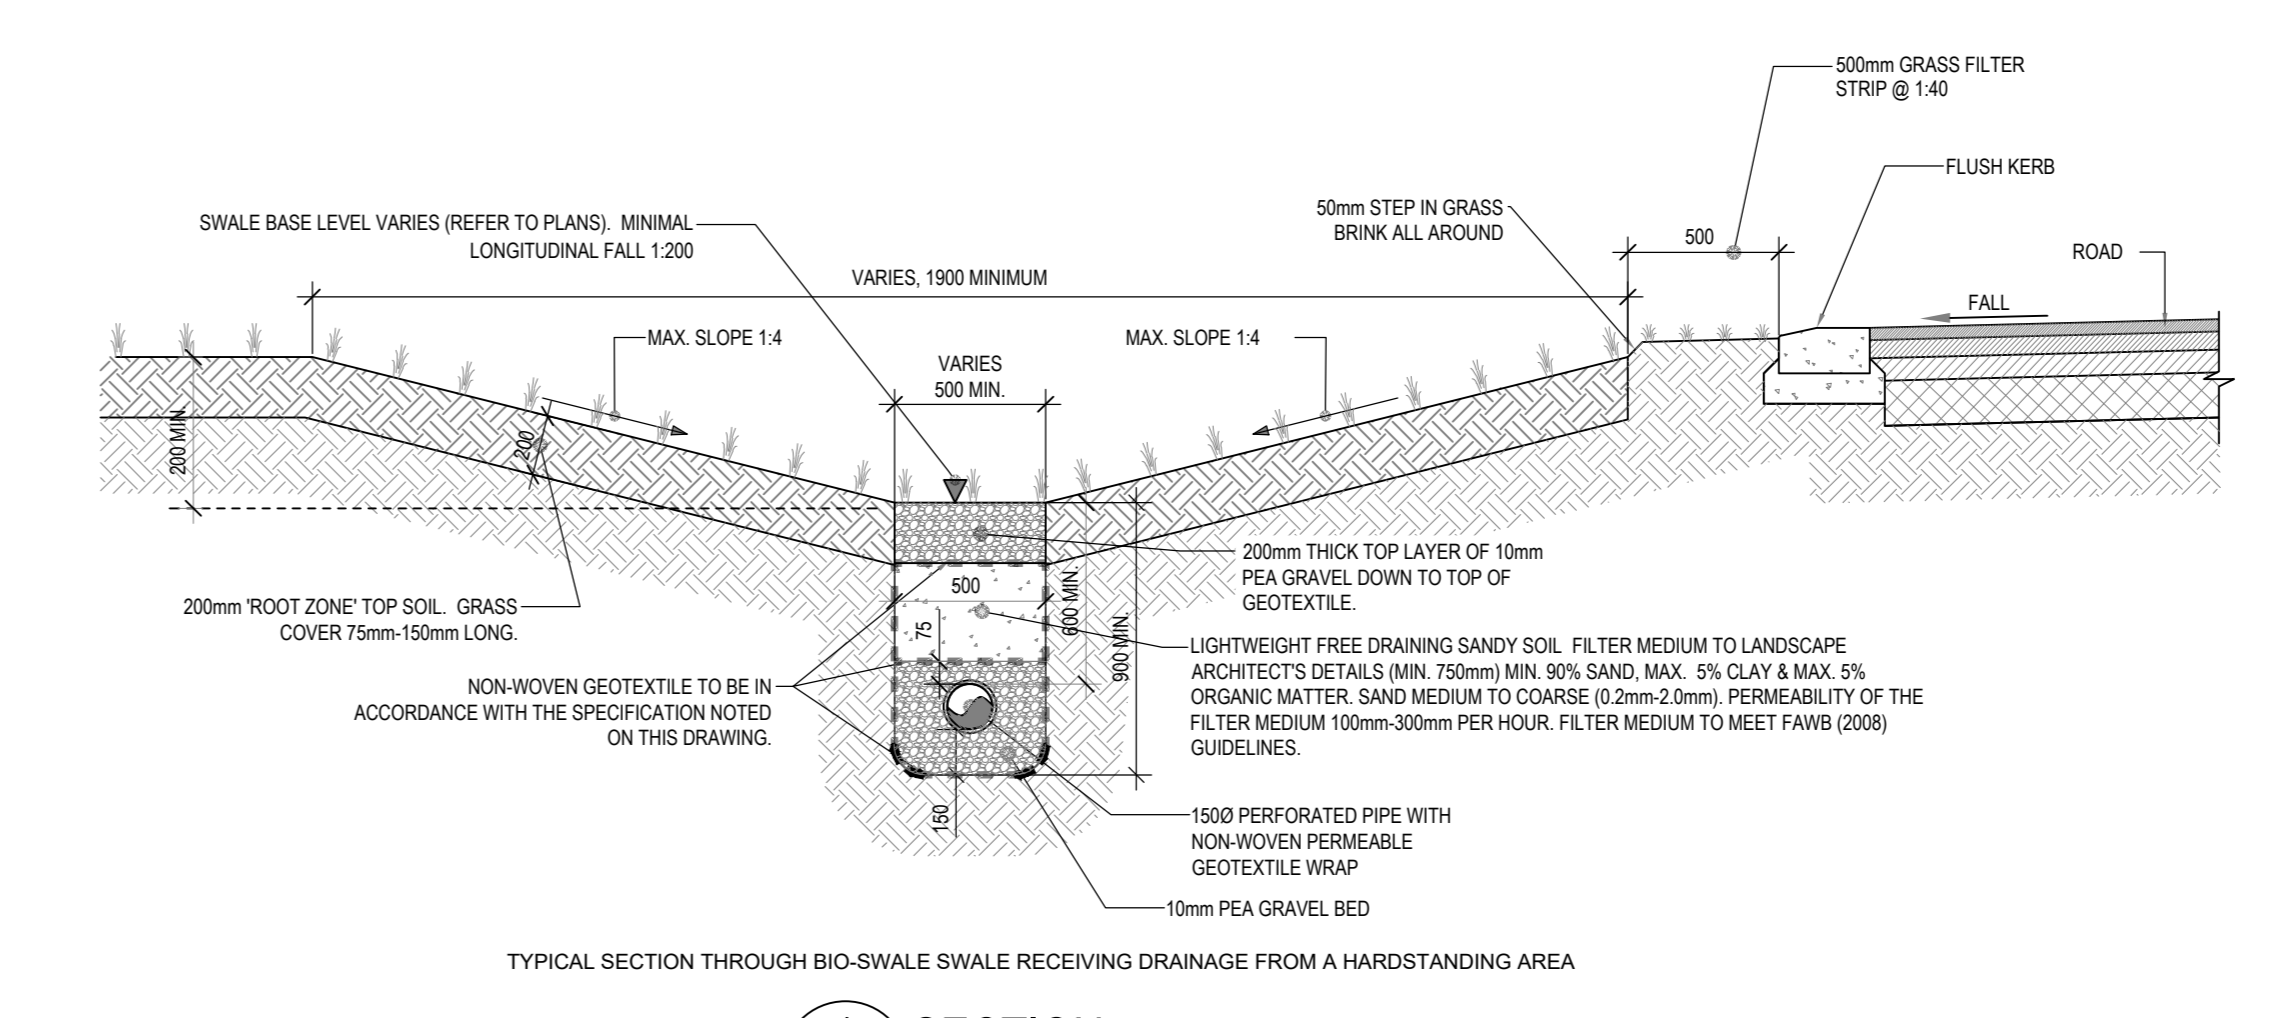 500mm GRASS FILTER
STRIP @ 1:40
FLUSH KERB
50mm STEP IN GRASS
BRINK ALL AROUND
SWALE BASE LEVEL VARIES (REFER TO PLANS).  MINIMAL
LONGITUDINAL FALL 1:200
500
ROAD
VARIES, 1900 MINIMUM
FALL
MAX. SLOPE 1:4
MAX. SLOPE 1:4
VARIES
500 MIN.
200 MIN
200
200mm THICK TOP LAYER OF 10mm
PEA GRAVEL DOWN TO TOP OF
GEOTEXTILE.
500
600 MIN.
75
900 MIN.
200mm 'ROOT ZONE' TOP SOIL.  GRASS
COVER 75mm-150mm LONG.
LIGHTWEIGHT FREE DRAINING SANDY SOIL  FILTER MEDIUM TO LANDSCAPE
ARCHITECT'S DETAILS (MIN. 750mm) MIN. 90% SAND, MAX.  5% CLAY & MAX. 5%
ORGANIC MATTER. SAND MEDIUM TO COARSE (0.2mm-2.0mm). PERMEABILITY OF THE
FILTER MEDIUM 100mm-300mm PER HOUR. FILTER MEDIUM TO MEET FAWB (2008)
GUIDELINES.
NON-WOVEN GEOTEXTILE TO BE IN
ACCORDANCE WITH THE SPECIFICATION NOTED
ON THIS DRAWING.
150
150Ø PERFORATED PIPE WITH
NON-WOVEN PERMEABLE
GEOTEXTILE WRAP
10mm PEA GRAVEL BED
TYPICAL SECTION THROUGH BIO-SWALE SWALE RECEIVING DRAINAGE FROM A HARDSTANDING AREA